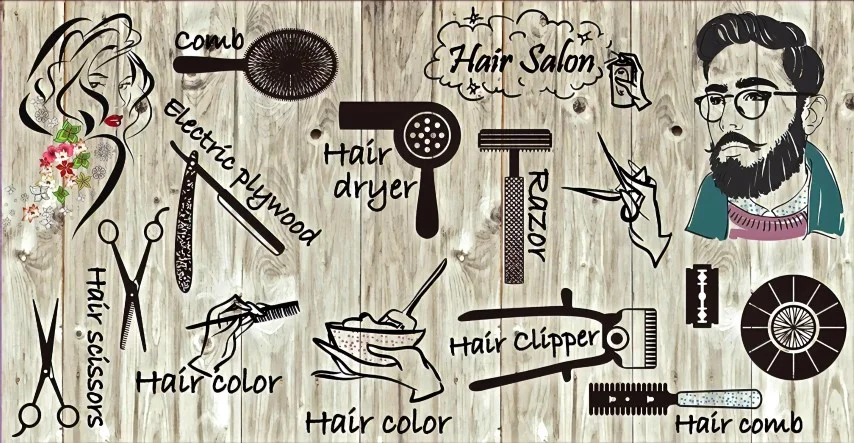 comb
Hair Salon
Electric plywood
Hair
dryer
Razor
Hair scissors
Hair color
Hair color
Hair Clipper
Hair comb